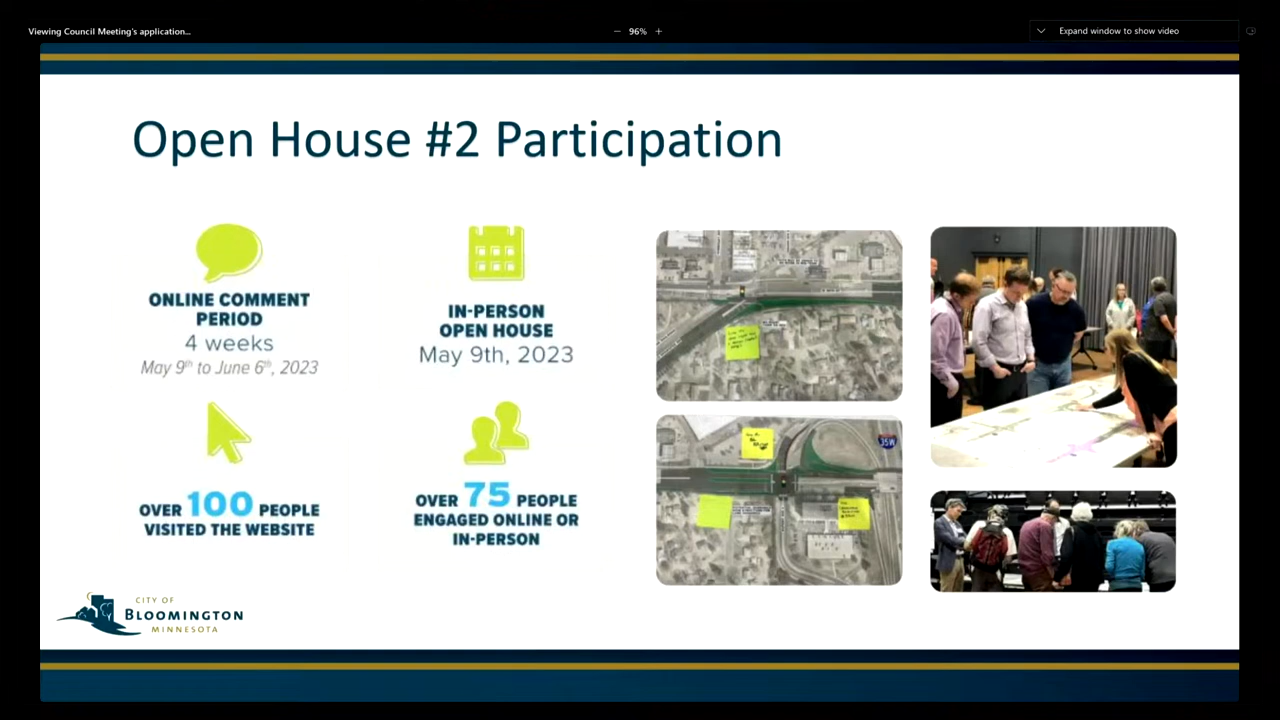 Viewing Council Meeting's application...
96%
Expand window to show video
Open House #2 Participation
ONLINE COMMENT
PERIOD
4 weeks
May 9th to June 6th, 2023
IN-PERSON
OPEN HOUSE
May 9th, 2023
OVER 100 PEOPLE
VISITED THE WEBSITE
OVER 75 PEOPLE
ENGAGED ONLINE OR
IN-PERSON
35W
CITY OF
BLOOMINGTON
MINNESOTA